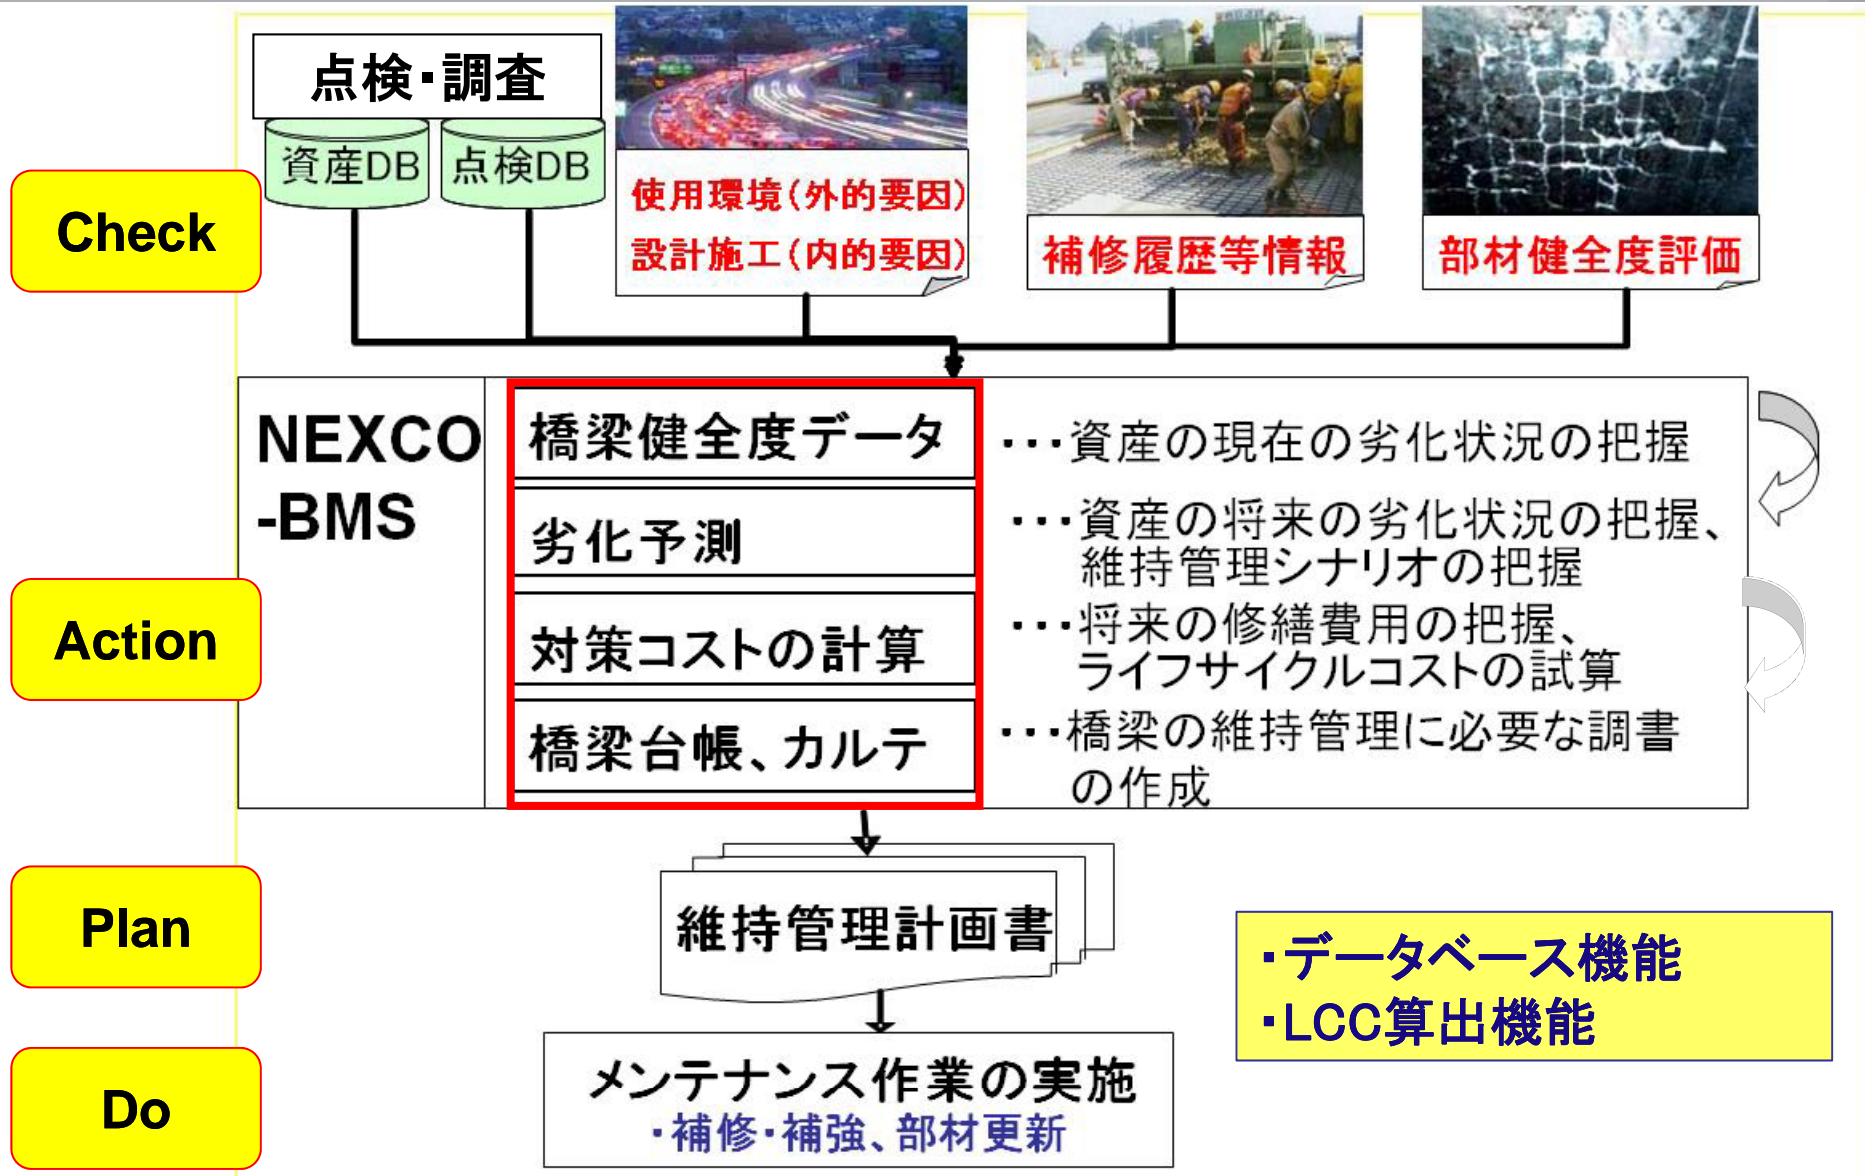 点検・調査
資産DB
点検DB
使用環境(外的要因)
設計施工(内的要因)
補修履歴等情報
部材健全度評価
Check
NEXCO
-BMS
橋梁健全度データ
・・・資産の現在の劣化状況の把握
劣化予測
・・・資産の将来の劣化状況の把握、
維持管理シナリオの把握
Action
対策コストの計算
・・・将来の修繕費用の把握、
ライフサイクルコストの試算
橋梁台帳、カルテ
・・・橋梁の維持管理に必要な調書
の作成
Plan
維持管理計画書
・データベース機能
・LCC算出機能
Do
メンテナンス作業の実施
・補修・補強、部材更新